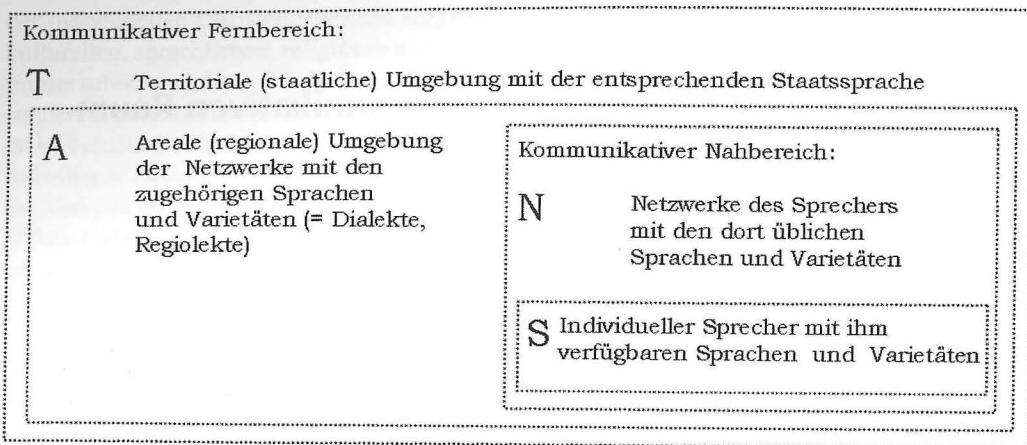 Kommunikativer Fernbereich:
T Territoriale (staatliche) Umgebung mit der entsprechenden Staatssprache
A Areale (regionale) Umgebung
der Netzwerke mit den
zugehörigen Sprachen
und Varietäten (= Dialekte,
Regiolekte)
Kommunikativer Nahbereich:
N Netzwerke des Sprechers
mit den dort üblichen
Sprachen und Varietäten
S Individueller Sprecher mit ihm
verfügbaren Sprachen und Varietäten